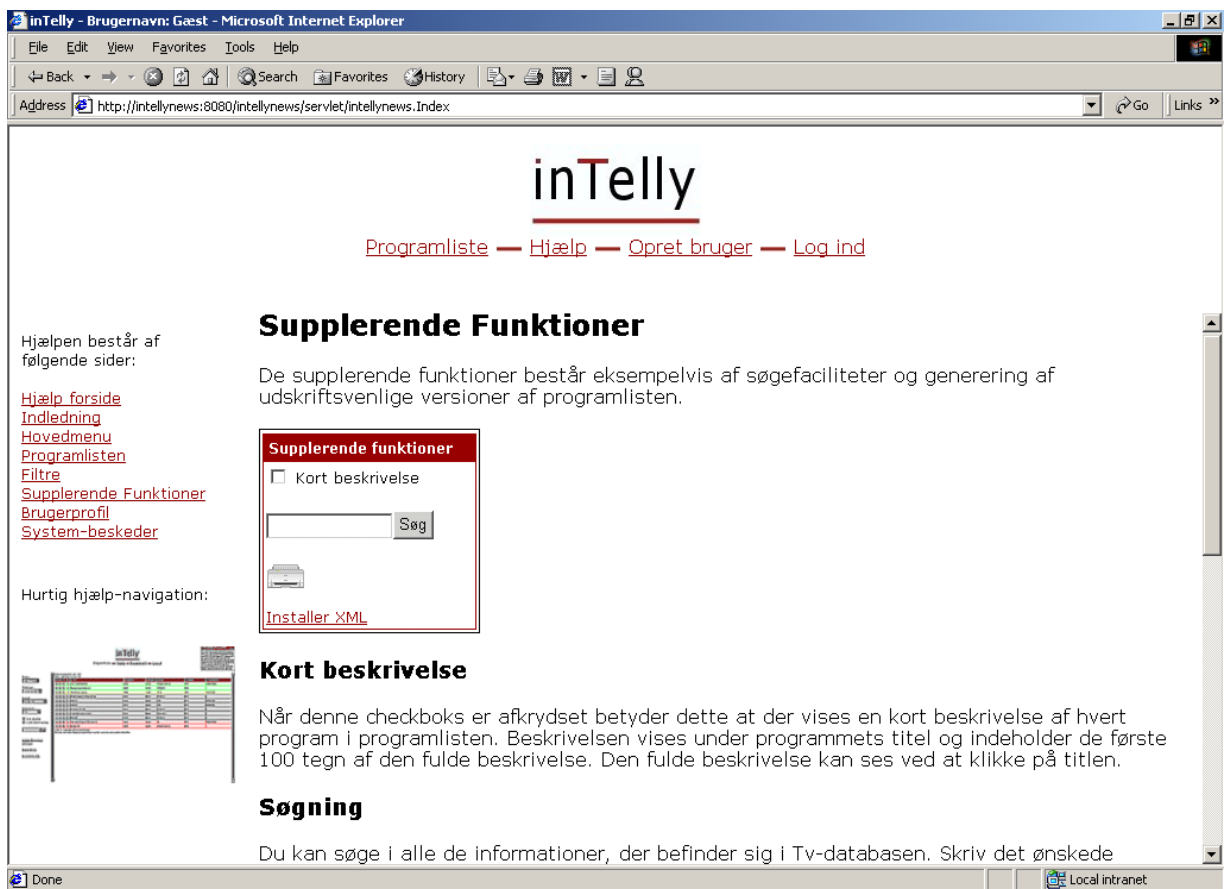 inTelly - Brugernavn: Gæst - Microsoft Internet Explorer
File Edit View Favorites Tools Help
Back Search Favorites History
Address http://intellynews:8080/intellynews/servlet/intellynews.Index Go Links »
inTelly
Programliste — Hjælp — Opret bruger — Log ind
Hjælpen består af
følgende sider:
Hjælp forside
Indledning
Hovedmenu
Programlisten
Filtre
Supplerende Funktioner
Brugerprofil
System-beskeder
Hurtig hjælp-navigation:
inTelly
Supplerende Funktioner
De supplerende funktioner består eksempelvis af søgefaciliteter og generering af
udskriftsvenlige versioner af programlisten.
Supplerende funktioner
Kort beskrivelse
Søg
Installer XML
Kort beskrivelse
Når denne checkboks er afkrydset betyder dette at der vises en kort beskrivelse af hvert
program i programlisten. Beskrivelsen vises under programmets titel og indeholder de første
100 tegn af den fulde beskrivelse. Den fulde beskrivelse kan ses ved at klikke på titlen.
Søgning
Du kan søge i alle de informationer, der befinder sig i Tv-databasen. Skriv det ønskede
Done
Local intranet